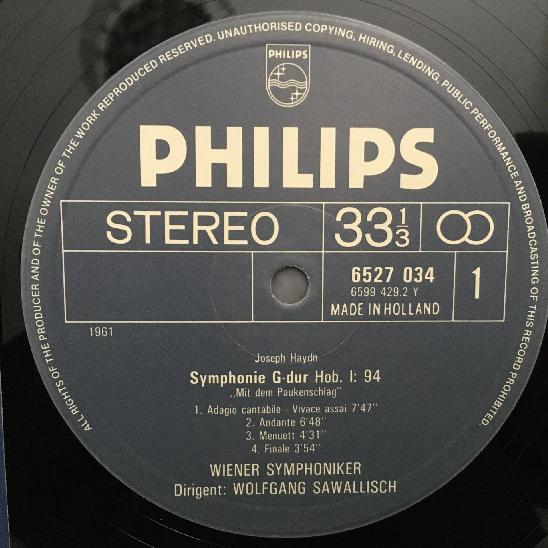 ALL RIGHTS OF THE PRODUCER AND OF THE OWNER OF THE WORK REPRODUCED RESERVED. UNAUTHORISED COPYING, HIRING, LENDING, PUBLIC PERFORMANCE AND BROADCASTING OF THIS RECORD PROHIBITED.
PHILIPS
PHILIPS
STEREO 33 1/3
6527 034 1
6599 429.2 Y
MADE IN HOLLAND
1961
Joseph Haydn
Symphonie G-dur Hob. I: 94
„Mit dem Paukenschlag"
1. Adagio cantabile - Vivace assai 7'47''
2. Andante 6'48''
3. Menuett 4'31''
4. Finale 3'54''
WIENER SYMPHONIKER
Dirigent: WOLFGANG SAWALLISCH